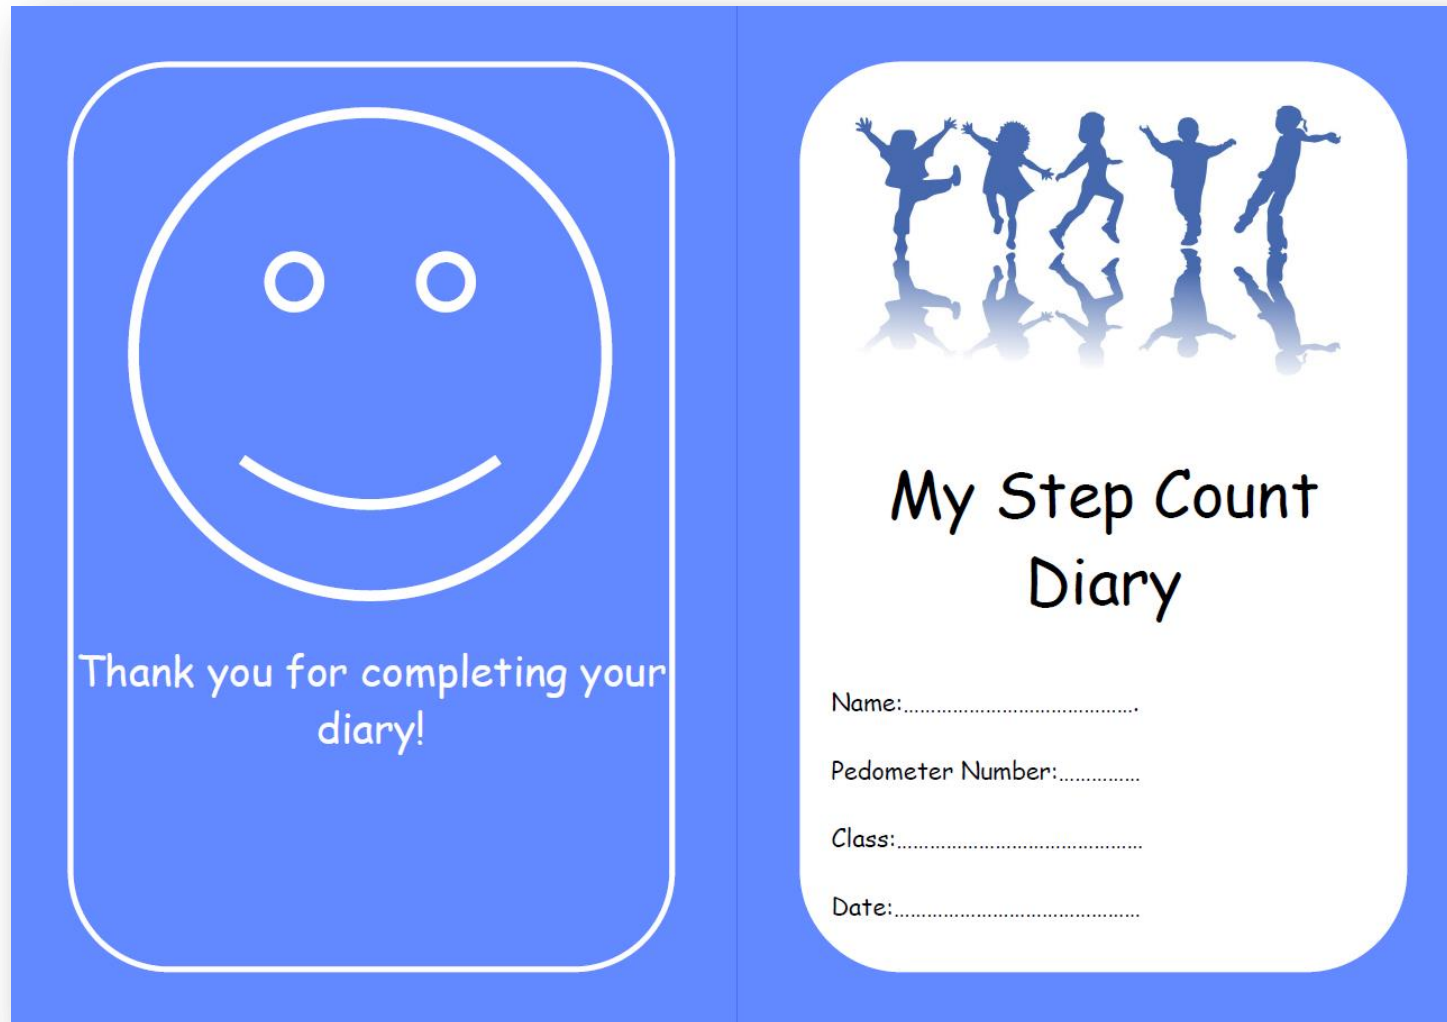 Thank you for completing your
diary!
My Step Count
Diary
Name:…………………………………….
Pedometer Number:……………
Class:………………………………………
Date:………………………………………